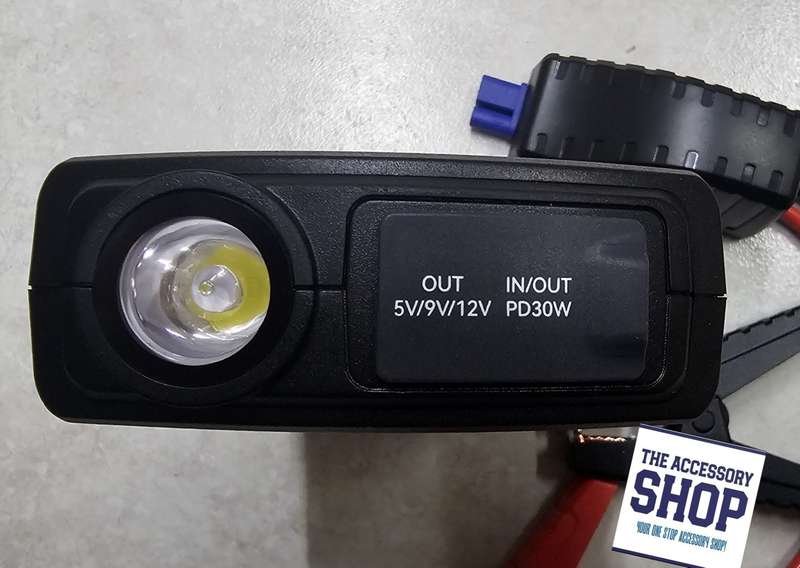 OUT IN/OUT
5V/9V/12V PD30W
THE ACCESSORY
SHOP
YOUR ONE STOP ACCESSORY SHOP!